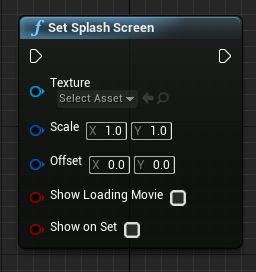 Set Splash Screen
Texture
Select Asset
Scale X 1.0 Y 1.0
Offset X 0.0 Y 0.0
Show Loading Movie
Show on Set